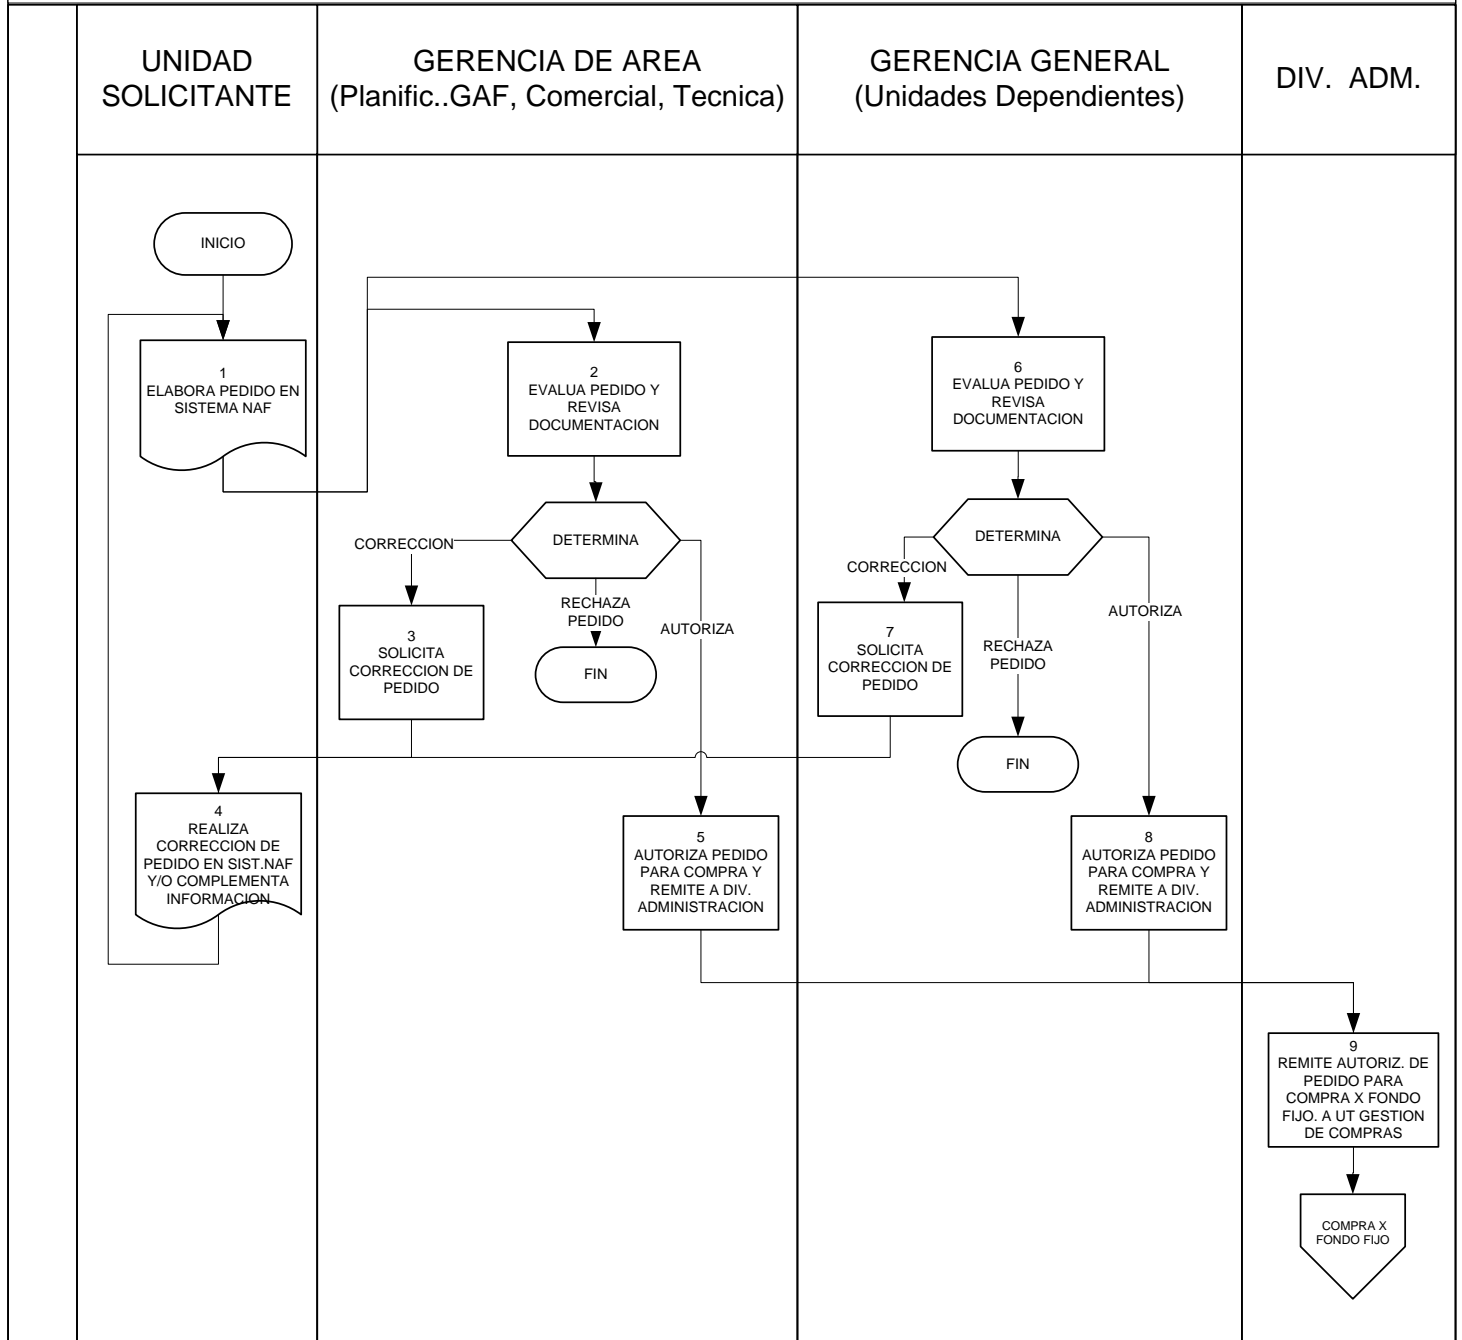 UNIDAD
SOLICITANTE
GERENCIA DE AREA
(Planific..GAF, Comercial, Tecnica)
GERENCIA GENERAL
(Unidades Dependientes)
DIV. ADM.
INICIO
1
ELABORA PEDIDO EN
SISTEMA NAF
2
EVALUA PEDIDO Y
REVISA
DOCUMENTACION
6
EVALUA PEDIDO Y
REVISA
DOCUMENTACION
DETERMINA
CORRECCION
RECHAZA
PEDIDO
AUTORIZA
DETERMINA
CORRECCION
RECHAZA
PEDIDO
AUTORIZA
3
SOLICITA
CORRECCION DE
PEDIDO
FIN
7
SOLICITA
CORRECCION DE
PEDIDO
FIN
4
REALIZA
CORRECCION DE
PEDIDO EN SIST.NAF
Y/O COMPLEMENTA
INFORMACION
5
AUTORIZA PEDIDO
PARA COMPRA Y
REMITE A DIV.
ADMINISTRACION
8
AUTORIZA PEDIDO
PARA COMPRA Y
REMITE A DIV.
ADMINISTRACION
9
REMITE AUTORIZ. DE
PEDIDO PARA
COMPRA X FONDO
FIJO. A UT GESTION
DE COMPRAS
COMPRA X
FONDO FIJO